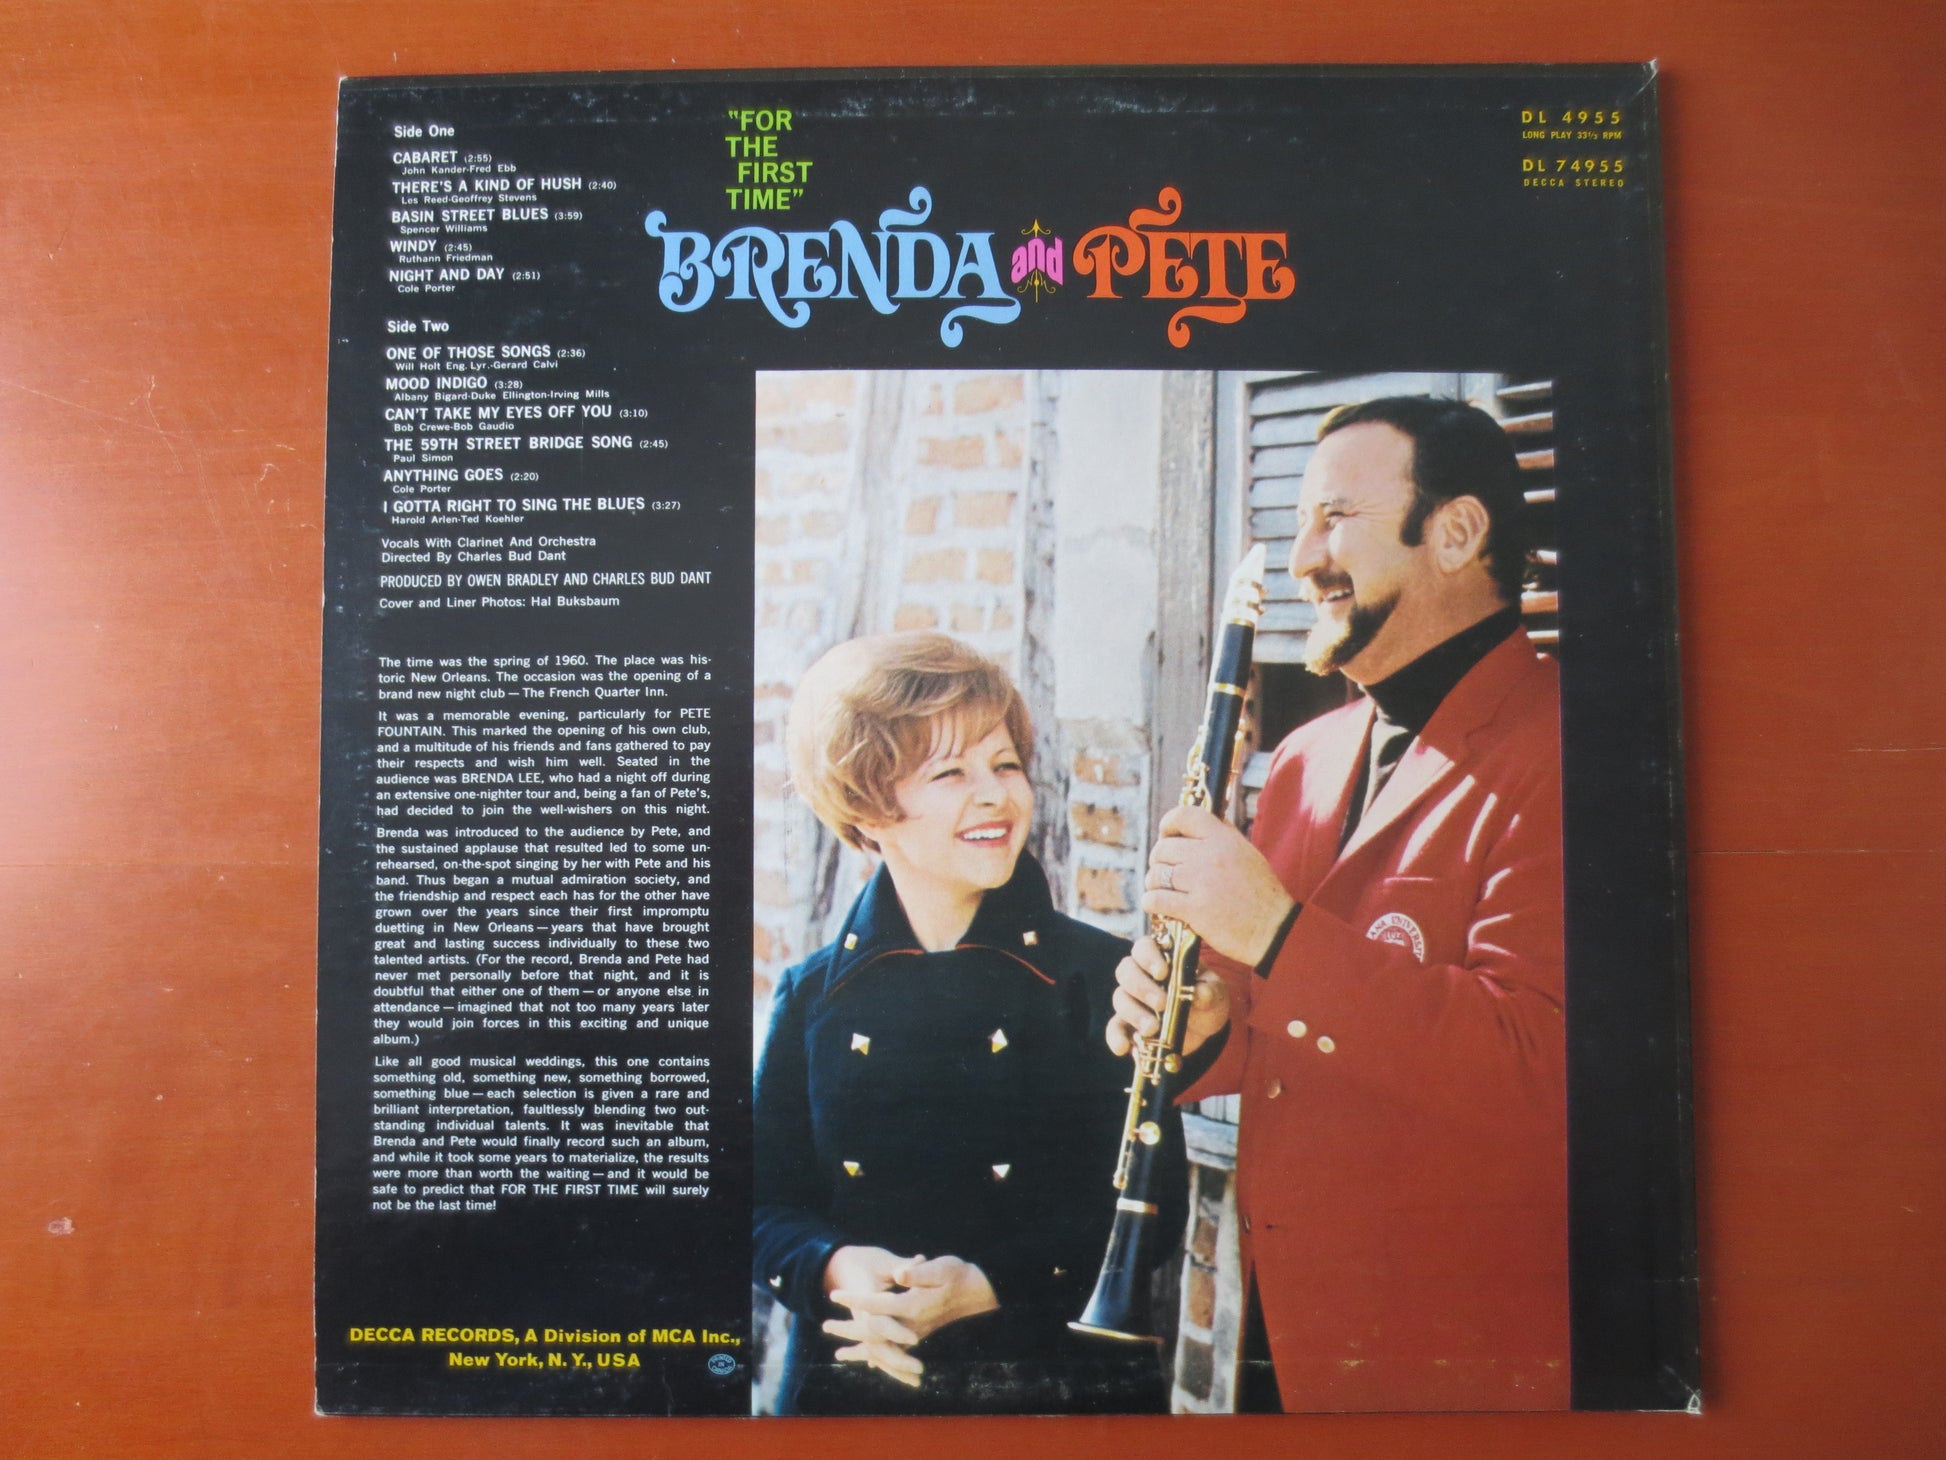 Side One
CABARET (2:55)
John Kander-Fred Ebb
THERE'S A KIND OF HUSH (2:40)
Les Reed-Geoffrey Stevens
BASIN STREET BLUES (3:59)
Spencer Williams
WINDY (2:45)
Ruthann Friedman
NIGHT AND DAY (2:51)
Cole Porter
Side Two
ONE OF THOSE SONGS (2:36)
Will Holt Eng. Lyr.-Gerard Calvi
MOOD INDIGO (3:28)
Albany Bigard-Duke Ellington-Irving Mills
CAN'T TAKE MY EYES OFF YOU (3:10)
Bob Crewe-Bob Gaudio
THE 59TH STREET BRIDGE SONG (2:45)
Paul Simon
ANYTHING GOES (2:20)
Cole Porter
I GOTTA RIGHT TO SING THE BLUES (3:27)
Harold Arlen-Ted Koehler
Vocals With Clarinet And Orchestra
Directed By Charles Bud Dant
PRODUCED BY OWEN BRADLEY AND CHARLES BUD DANT
Cover and Liner Photos: Hal Buksbaum
The time was the spring of 1960. The place was his-
toric New Orleans. The occasion was the opening of a
brand new night club — The French Quarter Inn.
It was a memorable evening, particularly for PETE
FOUNTAIN. This marked the opening of his own club,
and a multitude of his friends and fans gathered to pay
their respects and wish him well. Seated in the
audience was BRENDA LEE, who had a night off during
an extensive one-nighter tour and, being a fan of Pete's,
had decided to join the well-wishers on this night.
Brenda was introduced to the audience by Pete, and
the sustained applause that resulted led to some un-
rehearsed, on-the-spot singing by her with Pete and his
band. Thus began a mutual admiration society, and
the friendship and respect each has for the other have
grown over the years since their first impromptu
duetting in New Orleans — years that have brought
great and lasting success individually to these two
talented artists. (For the record, Brenda and Pete had
never met personally before that night, and it is
doubtful that either one of them — or anyone else in
attendance — imagined that not too many years later
they would join forces in this exciting and unique
album.)
Like all good musical weddings, this one contains
something old, something new, something borrowed,
something blue — each selection is given a rare and
brilliant interpretation, faultlessly blending two out-
standing individual talents. It was inevitable that
Brenda and Pete would finally record such an album,
and while it took some years to materialize, the results
were more than worth the waiting — and it would be
safe to predict that FOR THE FIRST TIME will surely
not be the last time!
DECCA RECORDS, A Division of MCA Inc.,
New York, N. Y., USA
"FOR
THE
FIRST
TIME"
BRENDA and PETE
DL 4955
LONG PLAY 33⅓ RPM
DL 74955
DECCA STEREO